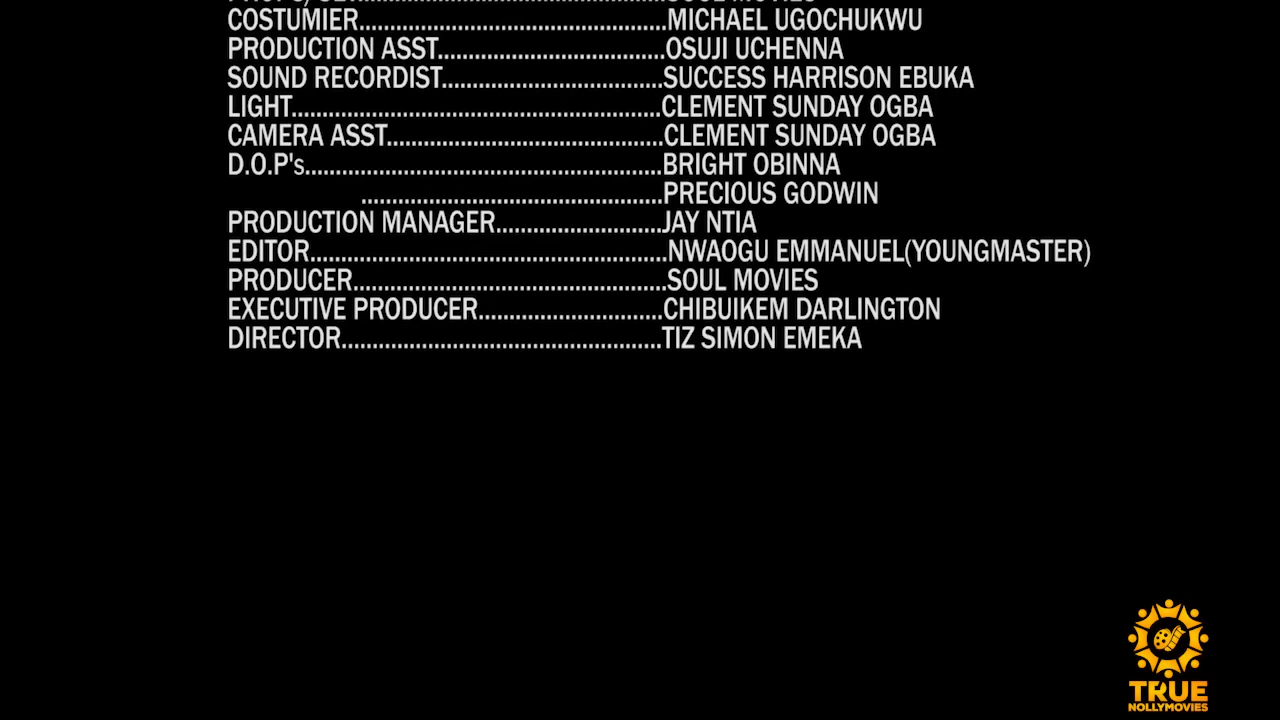 COSTUMIER..................................................MICHAEL UGOCHUKWU
PRODUCTION ASST.....................................OSUJI UCHENNA
SOUND RECORDIST....................................SUCCESS HARRISON EBUKA
LIGHT............................................................CLEMENT SUNDAY OGBA
CAMERA ASST.............................................CLEMENT SUNDAY OGBA
D.O.P's..........................................................BRIGHT OBINNA
.................................................PRECIOUS GODWIN
PRODUCTION MANAGER...........................JAY NTIA
EDITOR..........................................................NWAOGU EMMANUEL(YOUNGMASTER)
PRODUCER...................................................SOUL MOVIES
EXECUTIVE PRODUCER..............................CHIBUIKEM DARLINGTON
DIRECTOR....................................................TIZ SIMON EMEKA
TRUE
NOLLYMOVIES